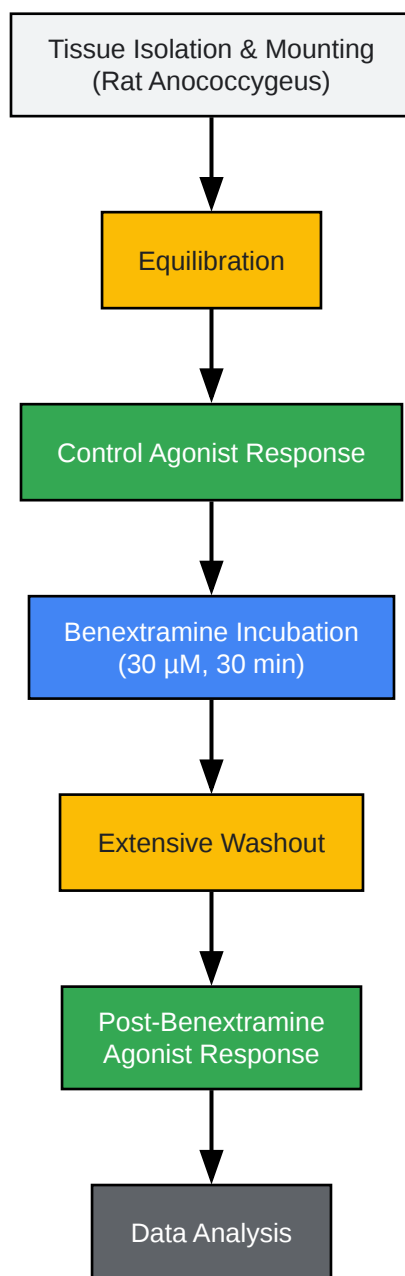 Tissue Isolation & Mounting
(Rat Anococcygeus)
Equilibration
Control Agonist Response
Benextramine Incubation
(30 µM, 30 min)
Extensive Washout
Post-Benextramine
Agonist Response
Data Analysis